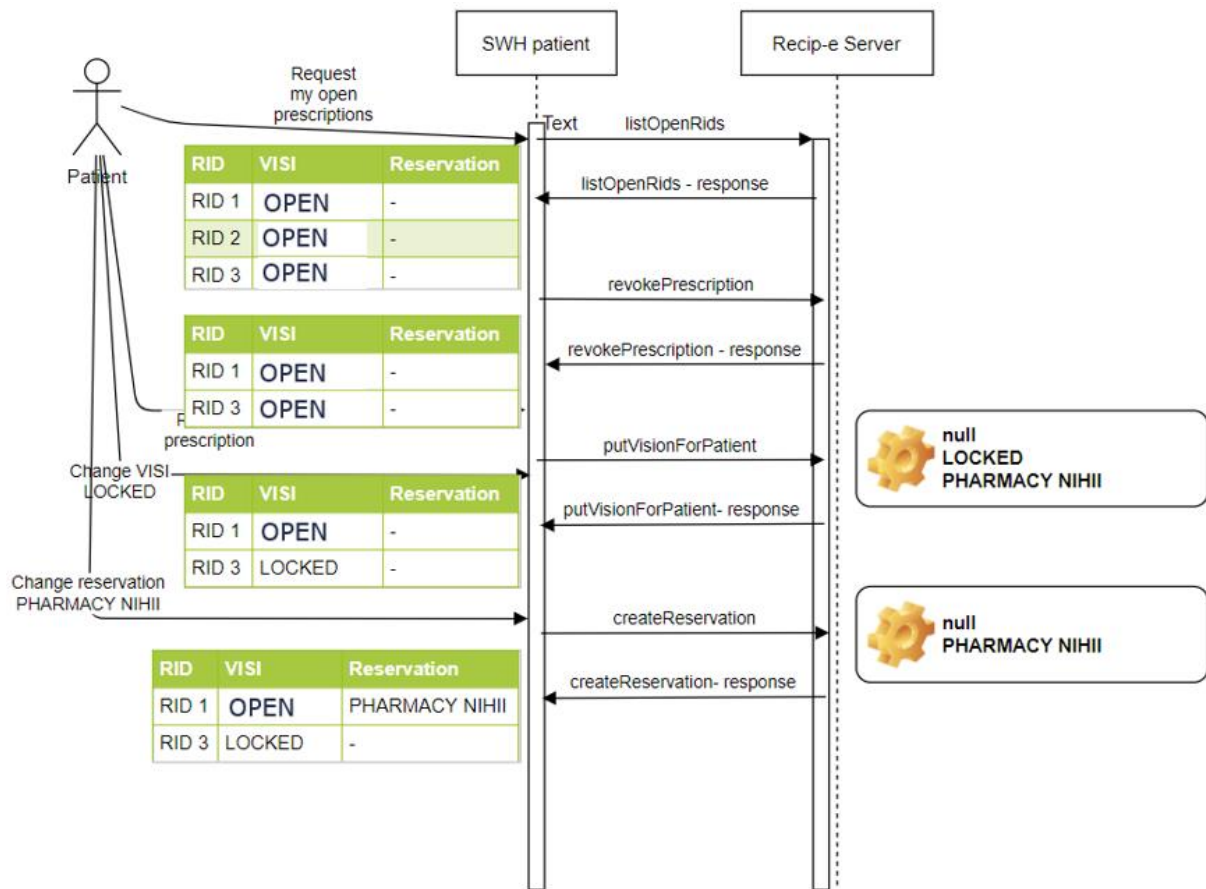 SWH patient
Recip-e Server
Request
my open
prescriptions
Text
listOpenRids
Patient
RID VISI Reservation
RID 1 OPEN -
RID 2 OPEN -
RID 3 OPEN -
listOpenRids - response
revokePrescription
RID VISI Reservation
RID 1 OPEN -
RID 3 OPEN -
revokePrescription - response
prescription
putVisionForPatient
null
LOCKED
PHARMACY NIHII
Change VISI
LOCKED
RID VISI Reservation
RID 1 OPEN -
RID 3 LOCKED -
putVisionForPatient- response
Change reservation
PHARMACY NIHII
createReservation
null
PHARMACY NIHII
RID VISI Reservation
RID 1 OPEN PHARMACY NIHII
RID 3 LOCKED -
createReservation- response